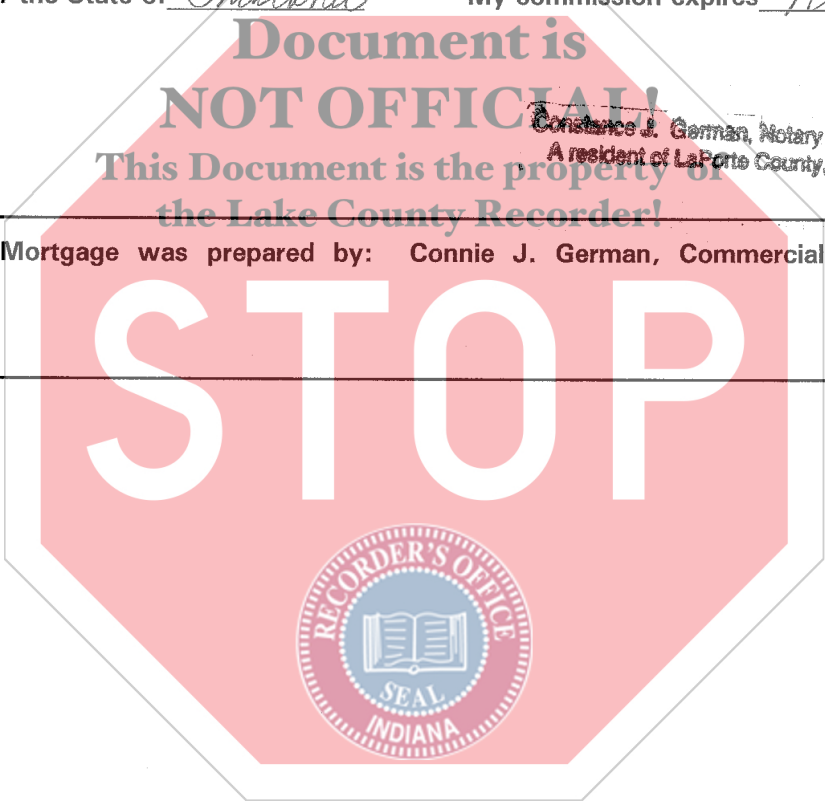 the State of Indiana My commission expires
Document is
NOT OFFICIAL!
Constance J. German, Notary
A resident of LaPorte County,
This Document is the property of
the Lake County Recorder!
Mortgage was prepared by: Connie J. German, Commercial
STOP
RECORDER'S OFFICE
SEAL
INDIANA